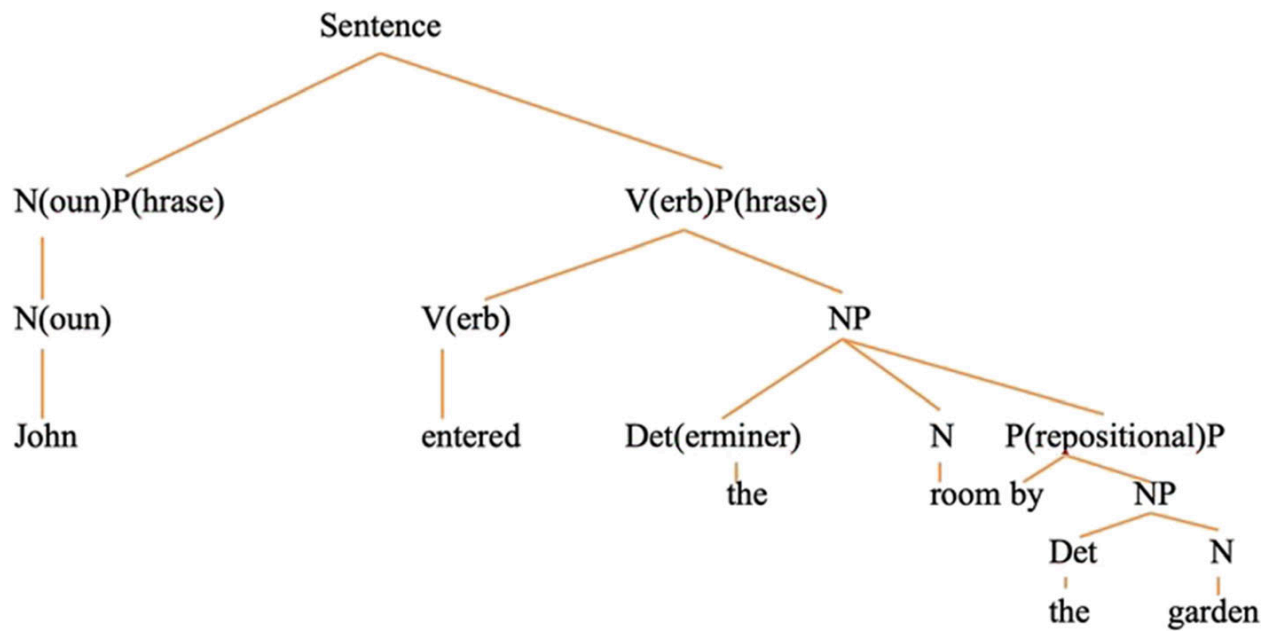 Sentence
N(oun)P(hrase) V(erb)P(hrase)
N(oun) V(erb) NP
John entered Det(erminer) N P(repositional)P
the room by NP
Det N
the garden